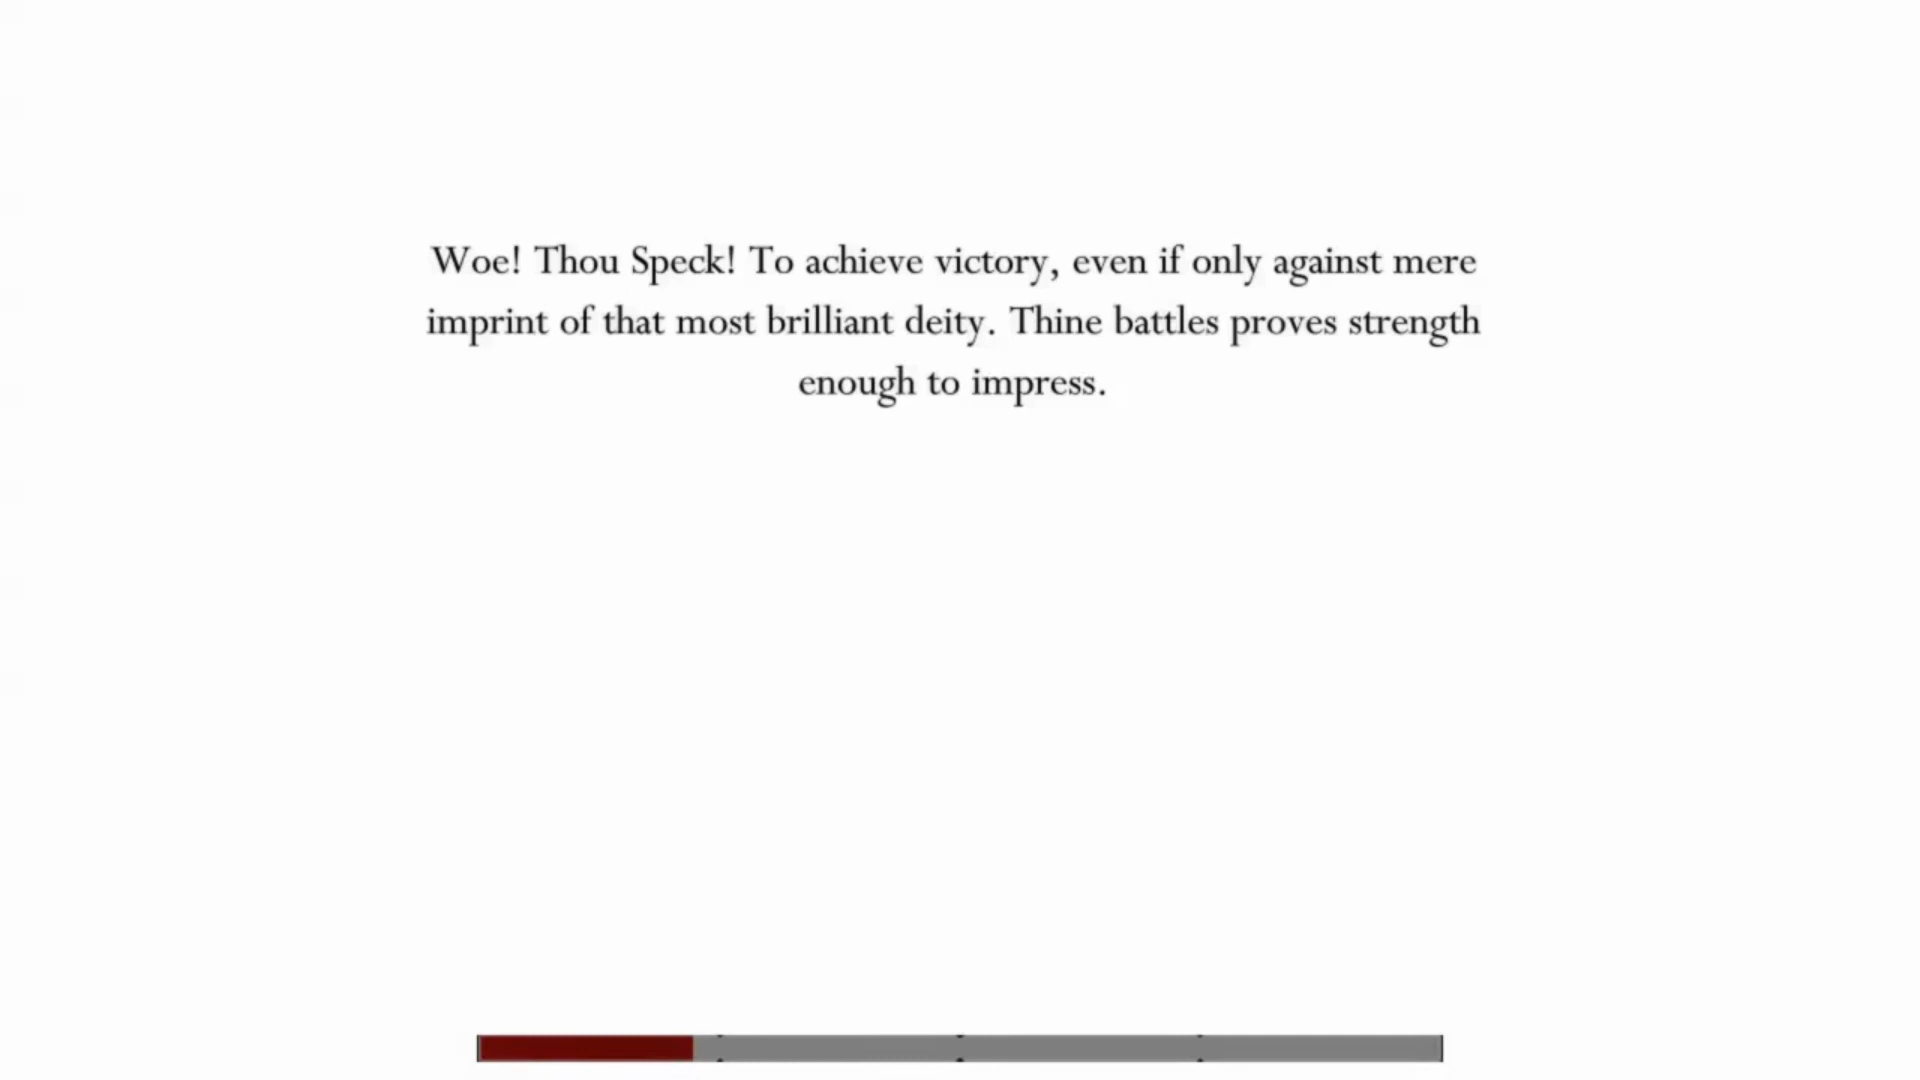 Woe! Thou Speck! To achieve victory, even if only against mere
imprint of that most brilliant deity. Thine battles proves strength
enough to impress.